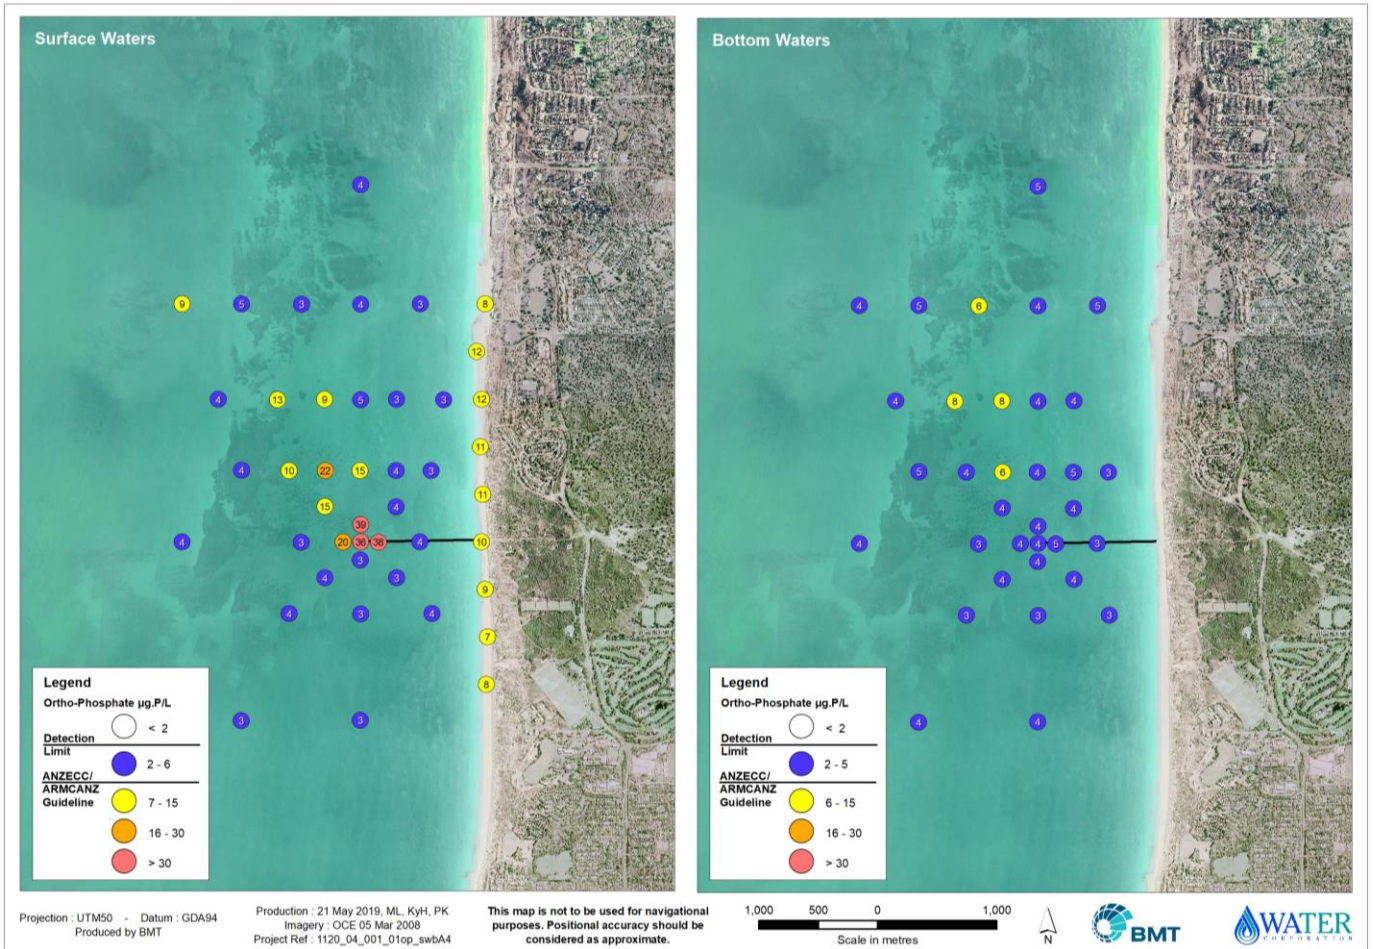 Surface Waters
4
9 5 3 4 3 8
12
4 13 9 5 3 3 12
11
4 10 22 15 4 3
11
15 4
39
4 3 20 36 38 4 10
3
4 3
9
4 3 4
7
8
3 3
Legend
Ortho-Phosphate µg.P/L
< 2
Detection
Limit
2 - 6
ANZECC/
ARMCANZ
Guideline
7 - 15
16 - 30
> 30
Bottom Waters
5
4 5 6 4 5
4 8 8 4 4
5 4 6 4 5 3
4 4
4
4 3 4 4 5 3
4
4 4
3 3 3
4 4
Legend
Ortho-Phosphate µg.P/L
< 2
Detection
Limit
2 - 5
ANZECC/
ARMCANZ
Guideline
6 - 15
16 - 30
> 30
Projection : UTM50 - Datum : GDA94
Produced by BMT
Production : 21 May 2019, ML, KyH, PK
Imagery : OCE 05 Mar 2008
Project Ref : 1120_04_001_01op_swbA4
This map is not to be used for navigational
purposes. Positional accuracy should be
considered as approximate.
1,000 500 0 1,000
Scale in metres
N
BMT
WATER
CORPORATION